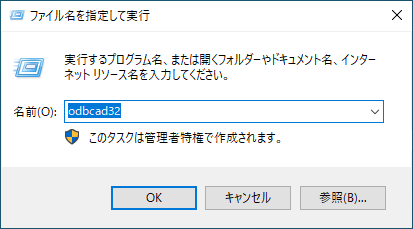 ファイル名を指定して実行
実行するプログラム名、または開くフォルダーやドキュメント名、インター
ネット リソース名を入力してください。
名前(O): odbcad32
このタスクは管理者特権で作成されます。
OK キャンセル 参照(B)...